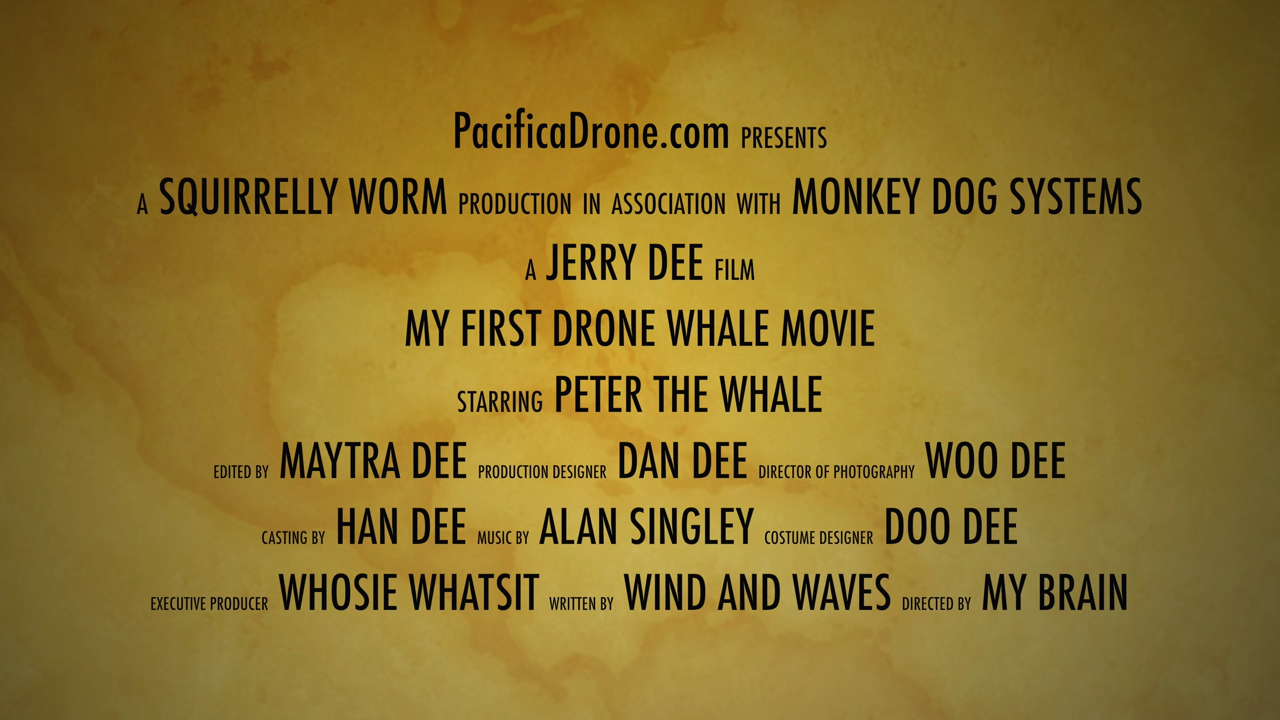 PacificaDrone.com PRESENTS
A SQUIRRELLY WORM PRODUCTION IN ASSOCIATION WITH MONKEY DOG SYSTEMS
A JERRY DEE FILM
MY FIRST DRONE WHALE MOVIE
STARRING PETER THE WHALE
EDITED BY MAYTRA DEE PRODUCTION DESIGNER DAN DEE DIRECTOR OF PHOTOGRAPHY WOO DEE
CASTING BY HAN DEE MUSIC BY ALAN SINGLEY COSTUME DESIGNER DOO DEE
EXECUTIVE PRODUCER WHOSIE WHATSIT WRITTEN BY WIND AND WAVES DIRECTED BY MY BRAIN